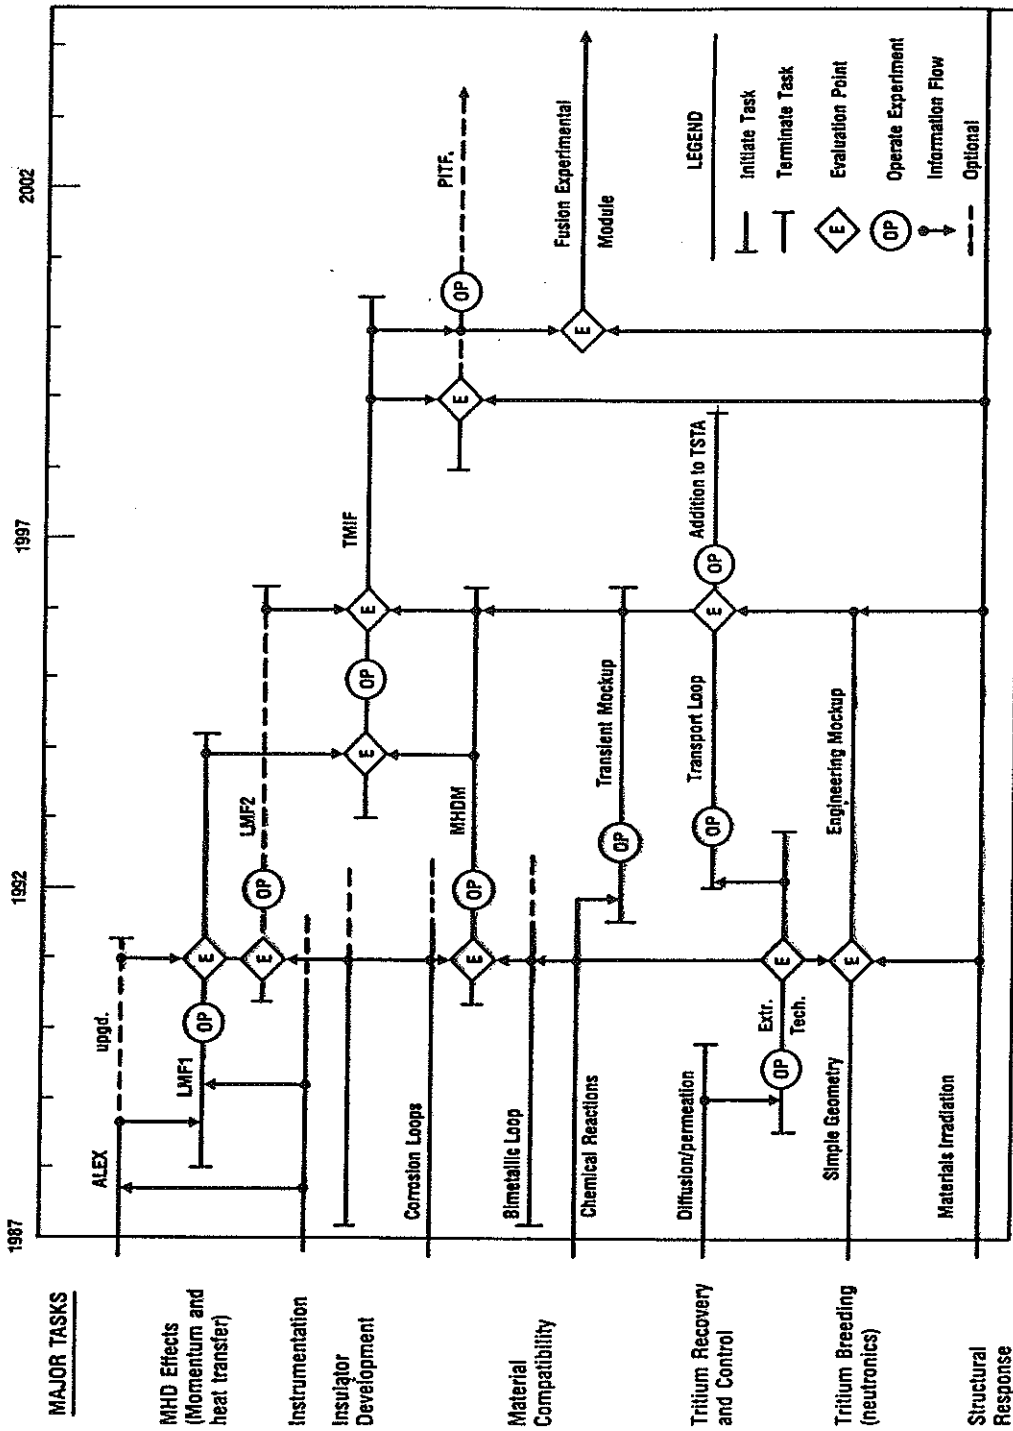 MAJOR TASKS
1987
1992
1997
2002
MHD Effects
(Momentum and
heat transfer)
ALEX
upgd.
LMF1
OP
E
LMF2
E
OP
Instrumentation
Insulator
Development
TMIF
E
OP
E
PITF.
E
OP
Material
Compatibility
Corrosion Loops
MHDM
E
OP
Bimetallic Loop
Chemical Reactions
Transient Mockup
OP
Fusion Experimental
Module
E
Tritium Recovery
and Control
Diffusion/permeation
Extr.
Tech.
OP
E
Transport Loop
OP
E
OP
Addition to TSTA
Tritium Breeding
(neutronics)
Simple Geometry
E
Engineering Mockup
Structural
Response
Materials Irradiation
LEGEND
Initiate Task
Terminate Task
E
Evaluation Point
OP
Operate Experiment
Information Flow
Optional